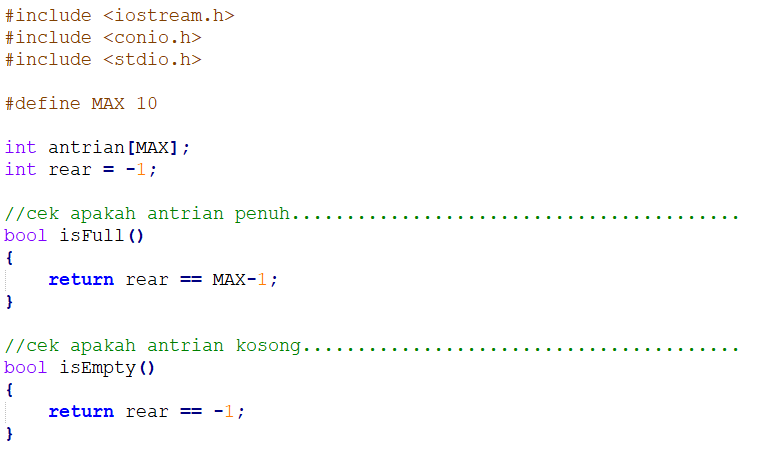 #include <iostream.h>
#include <conio.h>
#include <stdio.h>
#define MAX 10
int antrian[MAX];
int rear = -1;
//cek apakah antrian penuh.........................................
bool isFull()
{
return rear == MAX-1;
}
//cek apakah antrian kosong........................................
bool isEmpty()
{
return rear == -1;
}